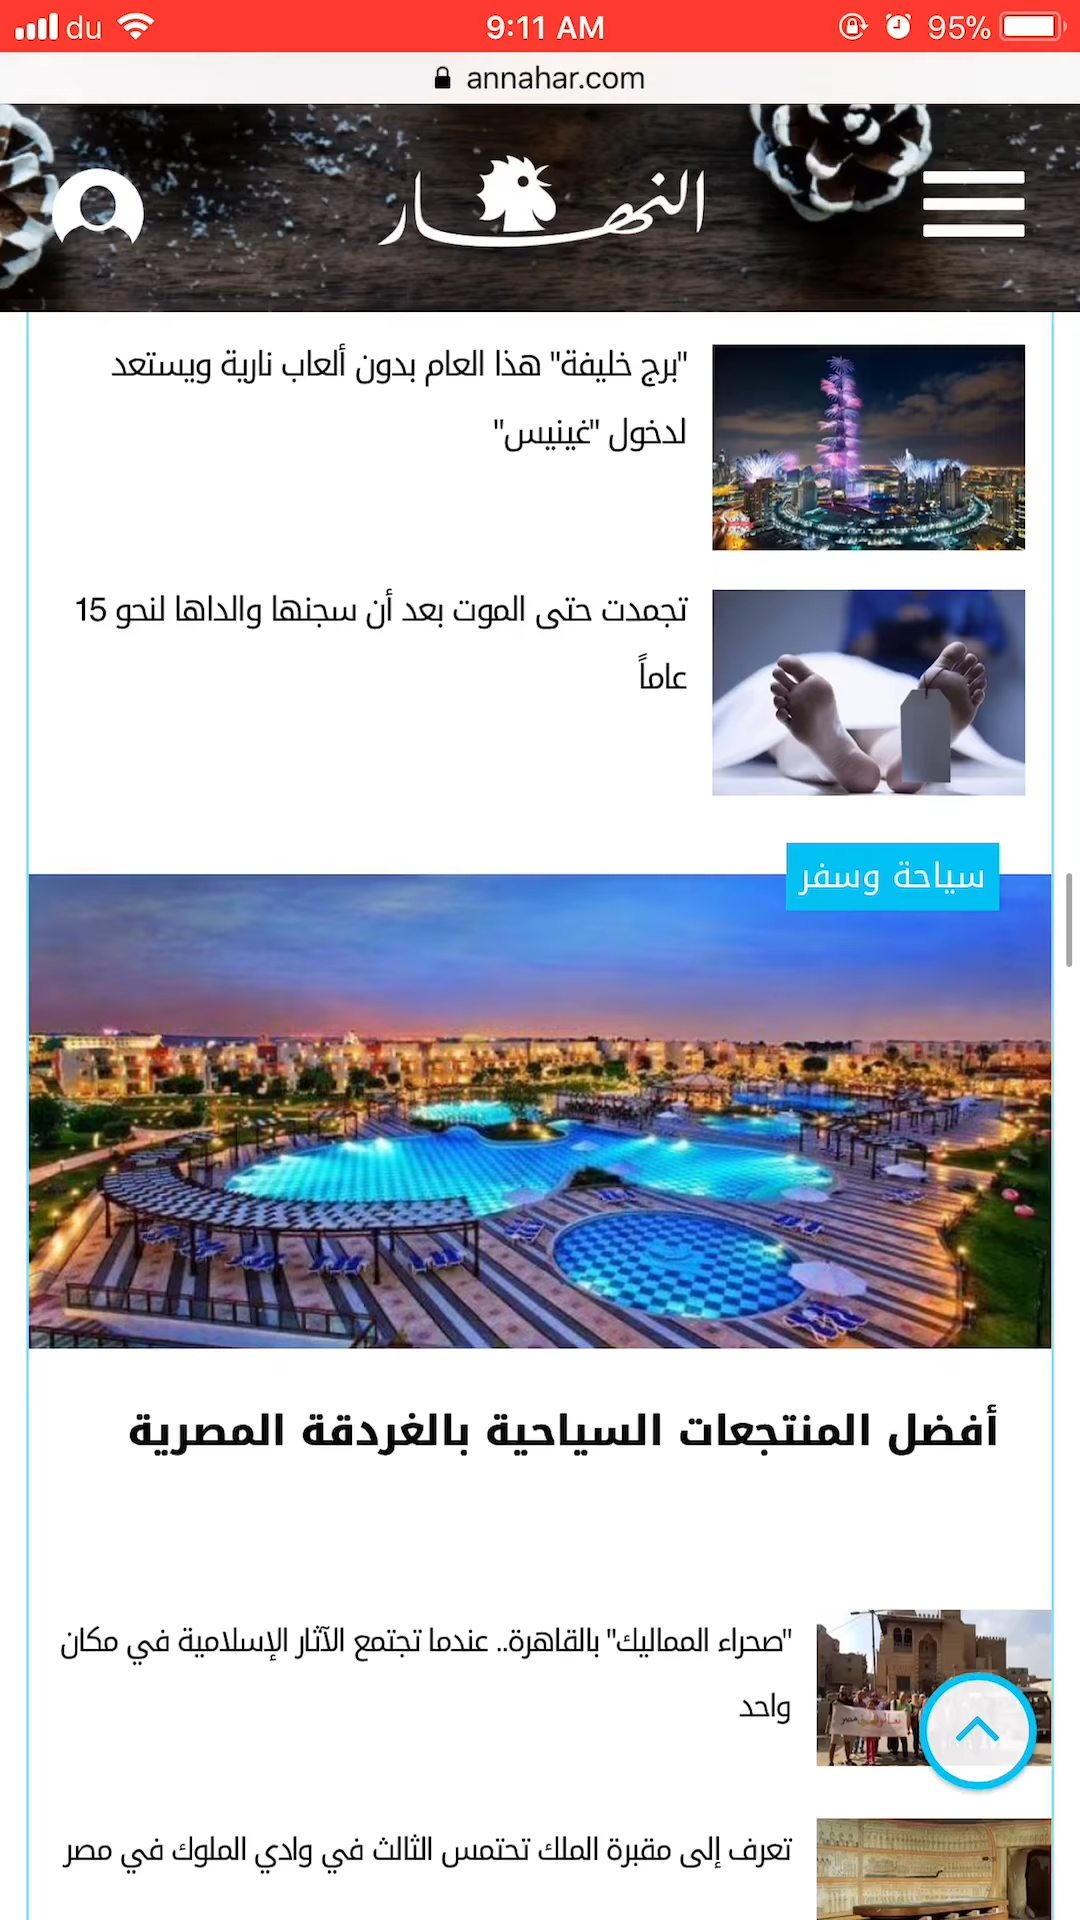 du 9:11 AM 95%
annahar.com
النهار
"برج خليفة" هذا العام بدون ألعاب نارية ويستعد
لدخول "غينيس"
تجمدت حتى الموت بعد أن سجنها والداها لنحو 15
عاماً
سياحة وسفر
أفضل المنتجعات السياحية بالغردقة المصرية
"صحراء المماليك" بالقاهرة.. عندما تجتمع الآثار الإسلامية في مكان
واحد
تعرف إلى مقبرة الملك تحتمس الثالث في وادي الملوك في مصر